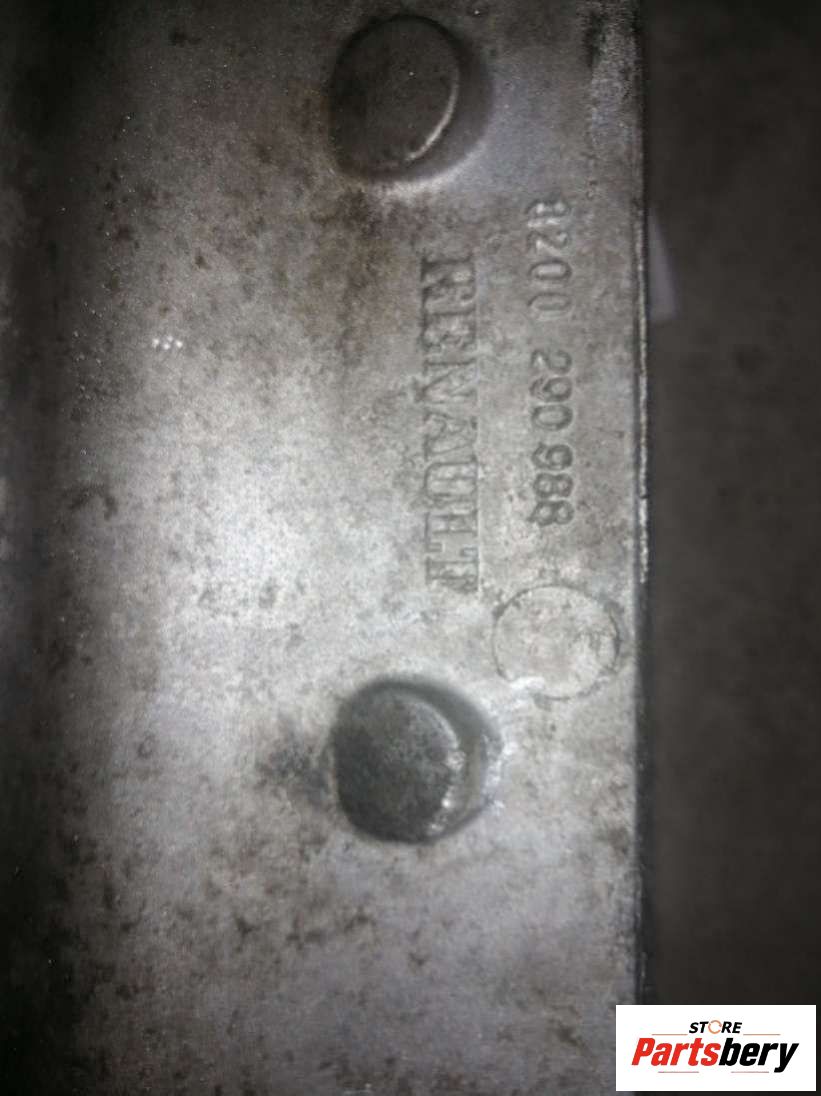 8200 290 988
RENAULT
STORE
Partsbery